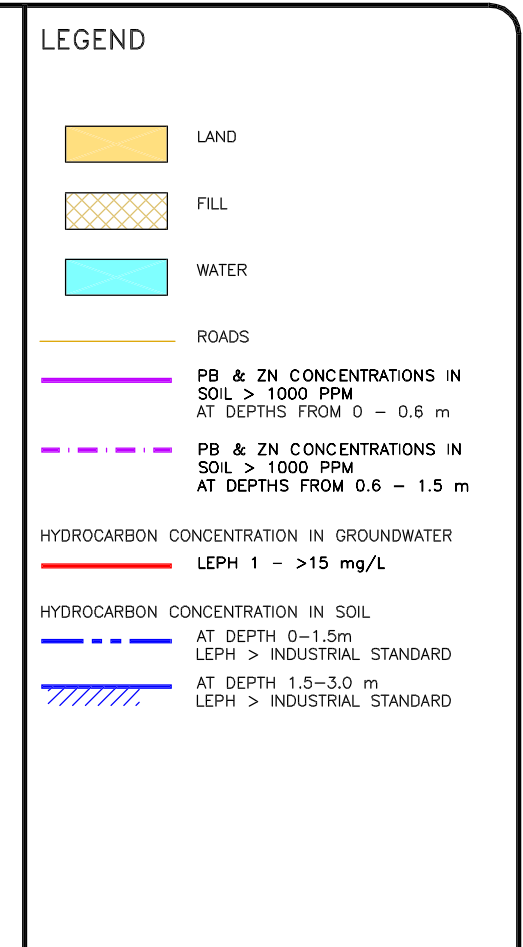 LEGEND
LAND
FILL
WATER
ROADS
PB & ZN CONCENTRATIONS IN
SOIL > 1000 PPM
AT DEPTHS FROM 0 – 0.6 m
PB & ZN CONCENTRATIONS IN
SOIL > 1000 PPM
AT DEPTHS FROM 0.6 – 1.5 m
HYDROCARBON CONCENTRATION IN GROUNDWATER
LEPH 1 – >15 mg/L
HYDROCARBON CONCENTRATION IN SOIL
AT DEPTH 0–1.5m
LEPH > INDUSTRIAL STANDARD
AT DEPTH 1.5–3.0 m
LEPH > INDUSTRIAL STANDARD